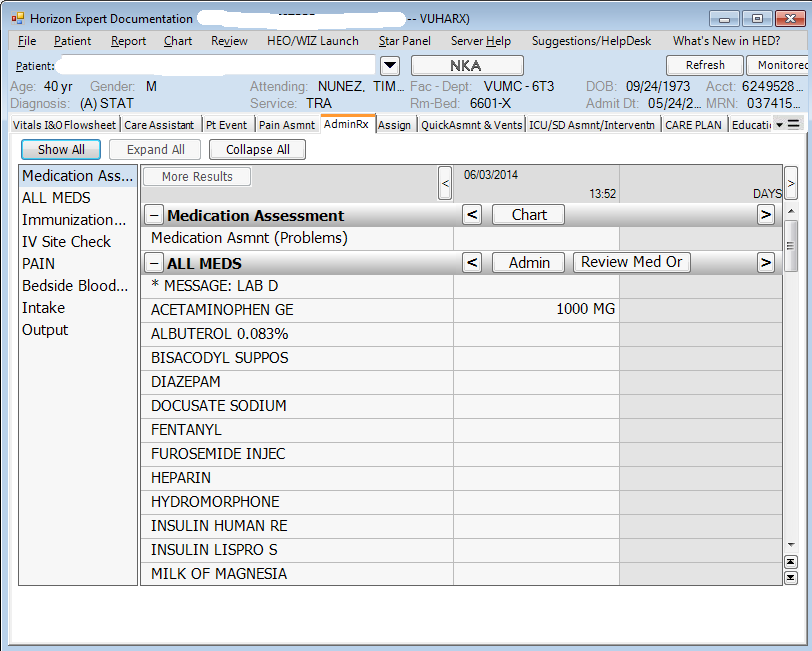 Horizon Expert Documentation -- VUHARX)
File Patient Report Chart Review HEO/WIZ Launch Star Panel Server Help Suggestions/HelpDesk What's New in HED?
Patient: NKA Refresh Monitored
Age: 40 yr Gender: M Attending: NUNEZ, TIM... Fac - Dept: VUMC - 6T3 DOB: 09/24/1973 Acct: 6249528...
Diagnosis: (A) STAT Service: TRA Rm-Bed: 6601-X Admit Dt: 05/24/2... MRN: 037415...
Vitals I&O Flowsheet Care Assistant Pt Event Pain Asmnt AdminRx Assign QuickAsmnt & Vents ICU/SD Asmnt/Interventn CARE PLAN Educati
Show All Expand All Collapse All
Medication Ass...
ALL MEDS
Immunization...
IV Site Check
PAIN
Bedside Blood...
Intake
Output
More Results < 06/03/2014 >
13:52 DAYS
− Medication Assessment < Chart >
Medication Asmnt (Problems)
− ALL MEDS < Admin Review Med Or >
* MESSAGE: LAB D
ACETAMINOPHEN GE 1000 MG
ALBUTEROL 0.083%
BISACODYL SUPPOS
DIAZEPAM
DOCUSATE SODIUM
FENTANYL
FUROSEMIDE INJEC
HEPARIN
HYDROMORPHONE
INSULIN HUMAN RE
INSULIN LISPRO S
MILK OF MAGNESIA